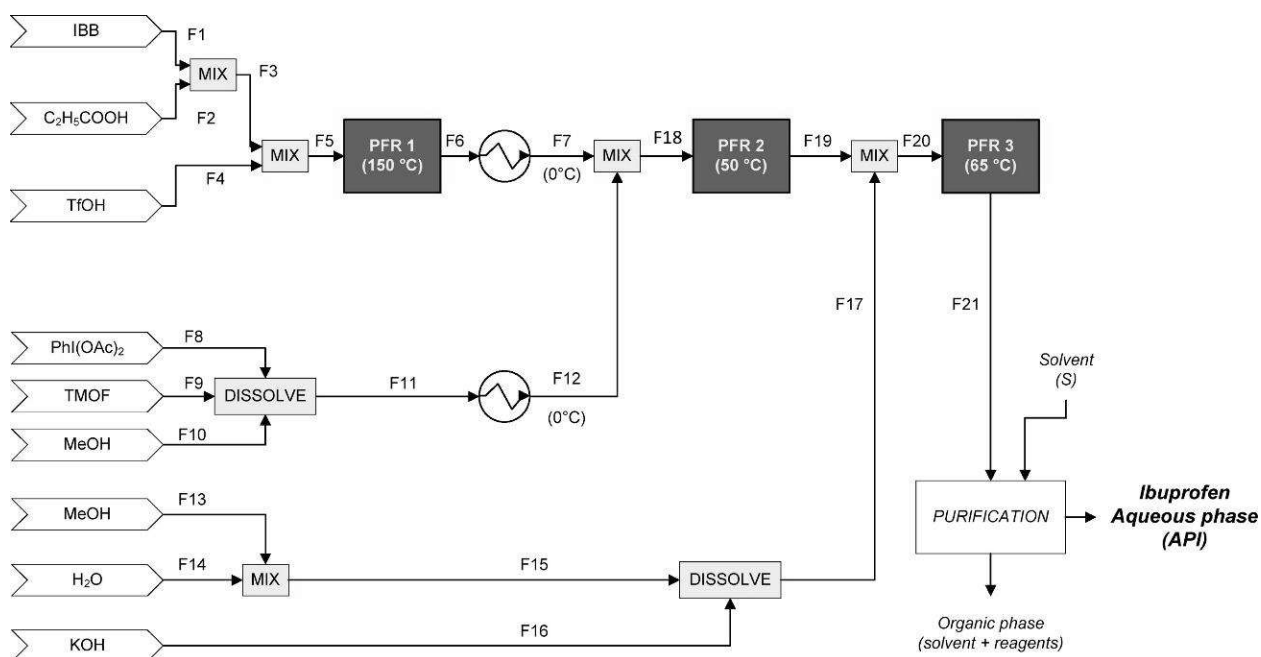 IBB
F1
MIX
F3
C₂H₅COOH
F2
MIX
F5
PFR 1
(150 °C)
F6
F7
(0°C)
MIX
F18
PFR 2
(50 °C)
F19
MIX
F20
PFR 3
(65 °C)
F4
TfOH
F17
F21
PhI(OAc)₂
F8
TMOF
F9
DISSOLVE
F11
F12
(0°C)
MeOH
F10
Solvent
(S)
MeOH
F13
PURIFICATION
Ibuprofen
Aqueous phase
(API)
H₂O
F14
MIX
F15
DISSOLVE
KOH
F16
Organic phase
(solvent + reagents)